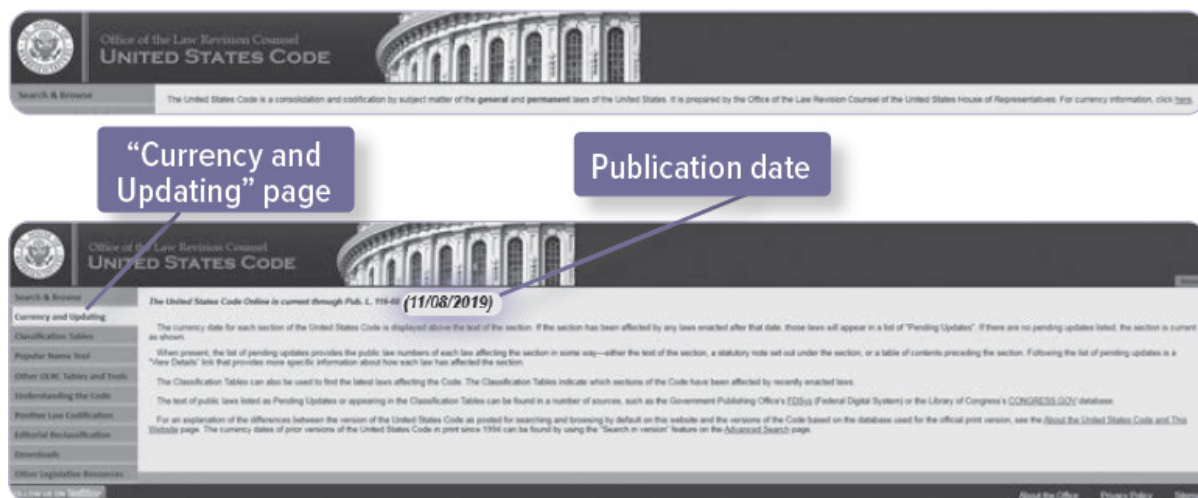 Office of the Law Revision Counsel
UNITED STATES CODE
Search & Browse
The United States Code is a consolidation and codification by subject matter of the general and permanent laws of the United States. It is prepared by the Office of the Law Revision Counsel of the United States House of Representatives. For currency information, click here.
“Currency and
Updating” page
Publication date
Office of the Law Revision Counsel
UNITED STATES CODE
Search & Browse
Currency and Updating
Classification Tables
Popular Name Tool
Other OLRC Tables and Tools
Understanding the Code
Positive Law Codification
Editorial Reclassification
Downloads
Other Legislative Resources
FOLLOW US ON twitter
The United States Code Online is current through Pub. L. (11/08/2019)
The currency date for each section of the United States Code is displayed above the text of the section. If the section has been affected by any laws enacted after that date, those laws will appear in a list of "Pending Updates". If there are no pending updates listed, the section is current
as shown.
When present, the list of pending updates provides the public law numbers of each law affecting the section in some way—either the text of the section, a statutory note set out under the section, or a table of contents preceding the section. Following the list of pending updates is a
"View Details" link that provides more specific information about how each law has affected the section.
The Classification Tables can also be used to find the latest laws affecting the Code. The Classification Tables indicate which sections of the Code have been affected by recently enacted laws.
The text of public laws listed as Pending Updates or appearing in the Classification Tables can be found in a number of sources, such as the Government Publishing Office's FDSys (Federal Digital System) or the Library of Congress's CONGRESS.GOV database.
For an explanation of the differences between the version of the United States Code as posted for searching and browsing by default on this website and the versions of the Code based on the database used for the official print version, see the About the United States Code and This
Website page. The currency dates of prior versions of the United States Code in print since 1994 can be found by using the "Search in version" feature on the Advanced Search page.
About the Office Privacy Policy